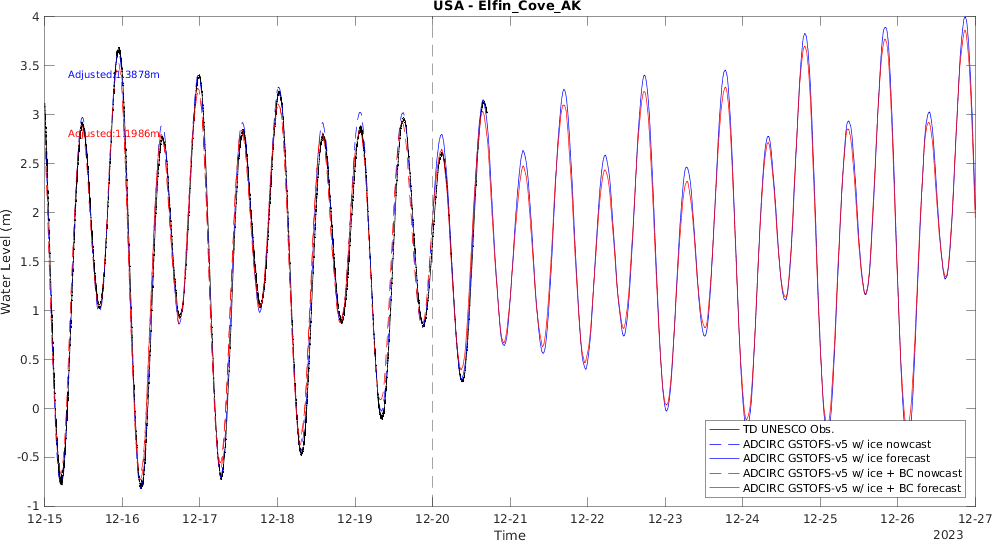 USA - Elfin_Cove_AK
4
3.5
3
2.5
2
1.5
1
0.5
0
-0.5
-1
Water Level (m)
Adjusted:1.3878m
Adjusted:1.1986m
TD UNESCO Obs.
ADCIRC GSTOFS-v5 w/ ice nowcast
ADCIRC GSTOFS-v5 w/ ice forecast
ADCIRC GSTOFS-v5 w/ ice + BC nowcast
ADCIRC GSTOFS-v5 w/ ice + BC forecast
12-15 12-16 12-17 12-18 12-19 12-20 12-21 12-22 12-23 12-24 12-25 12-26 12-27
Time
2023